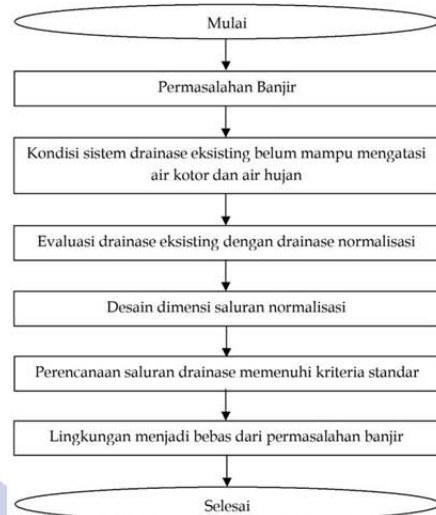 Mulai
Permasalahan Banjir
Kondisi sistem drainase eksisting belum mampu mengatasi
air kotor dan air hujan
Evaluasi drainase eksisting dengan drainase normalisasi
Desain dimensi saluran normalisasi
Perencanaan saluran drainase memenuhi kriteria standar
Lingkungan menjadi bebas dari permasalahan banjir
Selesai